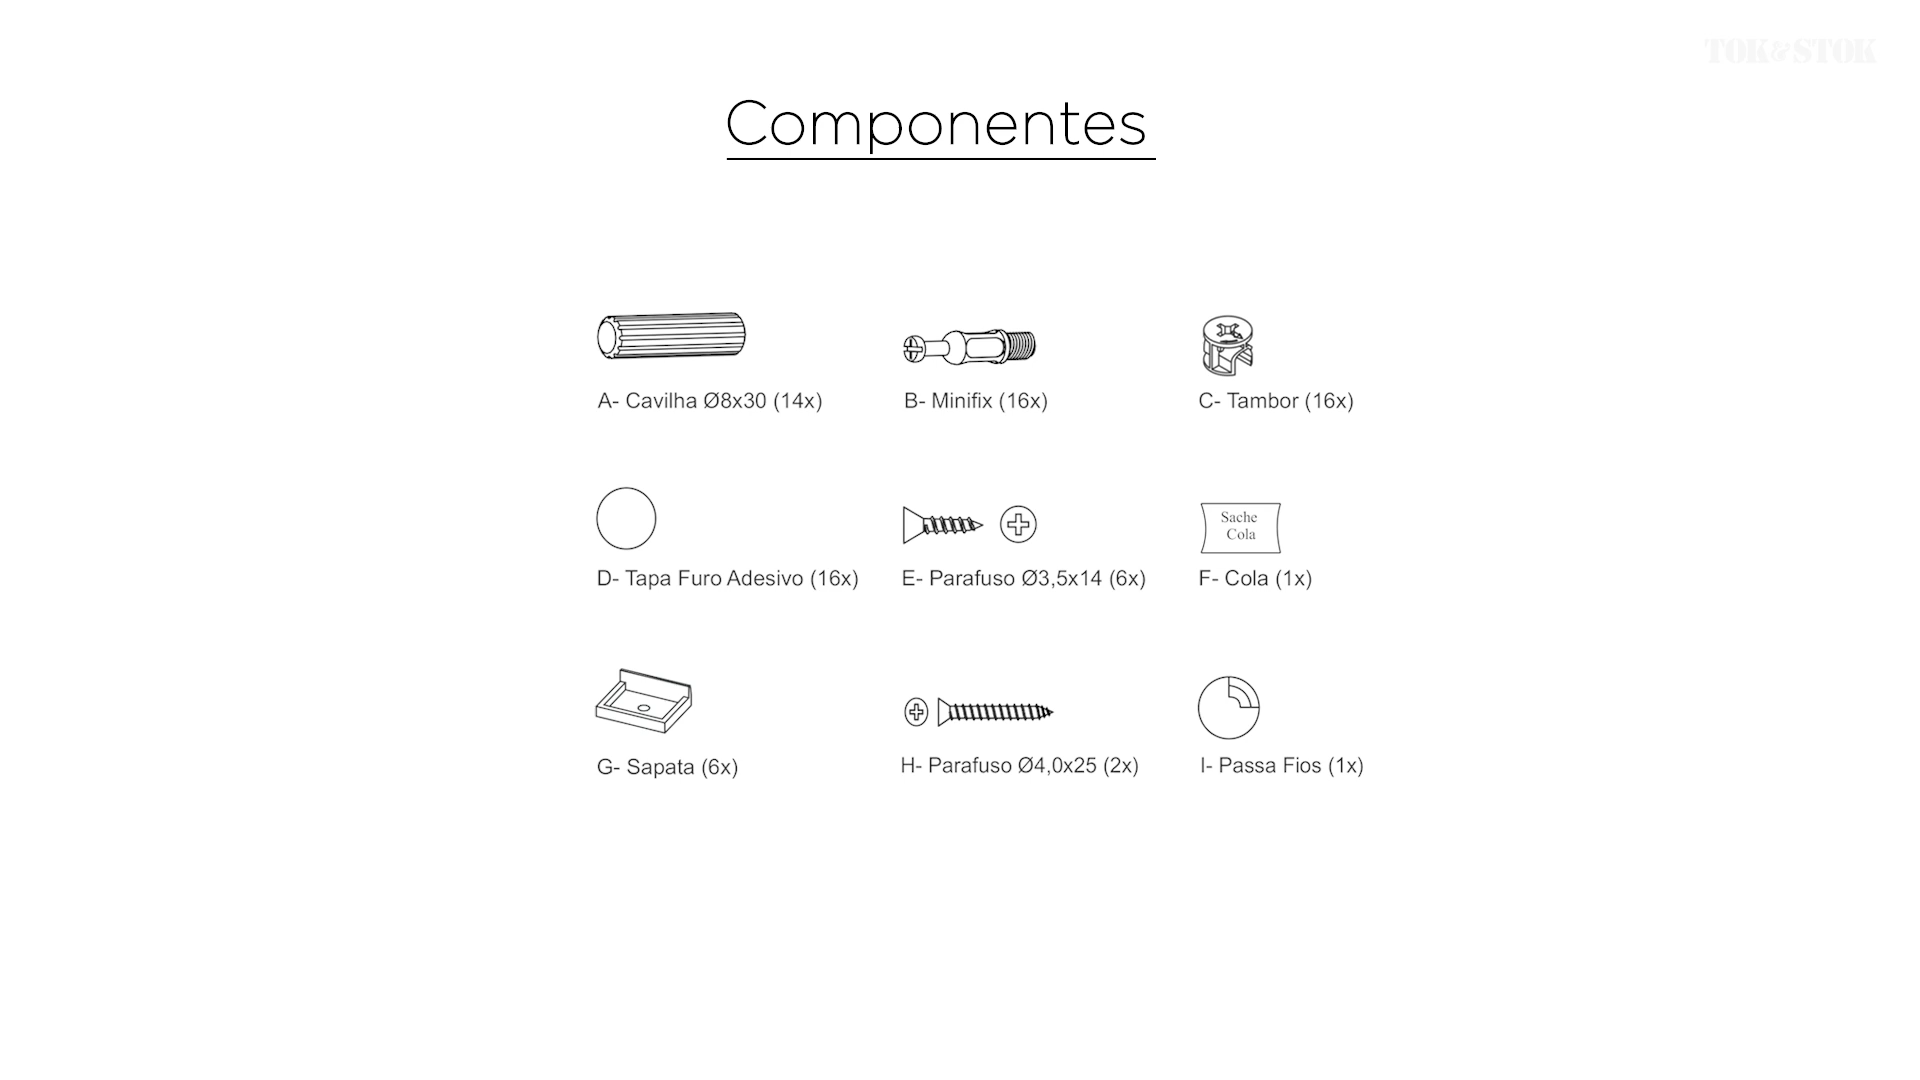 TOK&STOK
Componentes
A- Cavilha Ø8x30 (14x)
B- Minifix (16x)
C- Tambor (16x)
Sache
Cola
D- Tapa Furo Adesivo (16x)
E- Parafuso Ø3,5x14 (6x)
F- Cola (1x)
G- Sapata (6x)
H- Parafuso Ø4,0x25 (2x)
I- Passa Fios (1x)